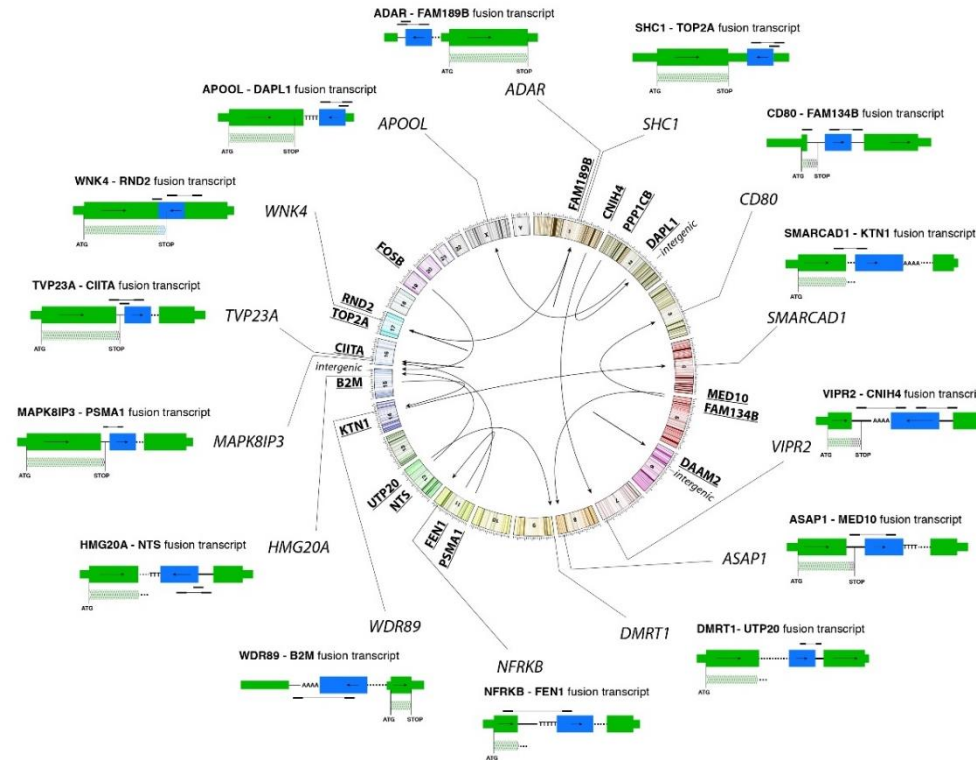 ADAR - FAM189B fusion transcript
ATG STOP
SHC1 - TOP2A fusion transcript
ATG STOP
APOOL - DAPL1 fusion transcript
TTTT
ATG STOP
CD80 - FAM134B fusion transcript
ATG STOP
WNK4 - RND2 fusion transcript
ATG STOP
SMARCAD1 - KTN1 fusion transcript
AAAA
ATG
TVP23A - CIITA fusion transcript
ATG STOP
VIPR2 - CNIH4 fusion transcript
AAAA
ATG STOP
MAPK8IP3 - PSMA1 fusion transcript
ATG STOP
ASAP1 - MED10 fusion transcript
TTTT
ATG STOP
HMG20A - NTS fusion transcript
TTT
ATG
DMRT1- UTP20 fusion transcript
ATG
WDR89 - B2M fusion transcript
AAAA
ATG STOP
NFRKB - FEN1 fusion transcript
TTTTT
ATG
ADAR
SHC1
APOOL
CD80
WNK4
SMARCAD1
TVP23A
VIPR2
MAPK8IP3
ASAP1
HMG20A
DMRT1
WDR89
NFRKB
FAM189B
CNIH4
PPP1CB
DAPL1
intergenic
FOSB
RND2
TOP2A
CIITA
intergenic
B2M
KTN1
UTP20
NTS
FEN1
PSMA1
MED10
FAM134B
DAAM2
intergenic